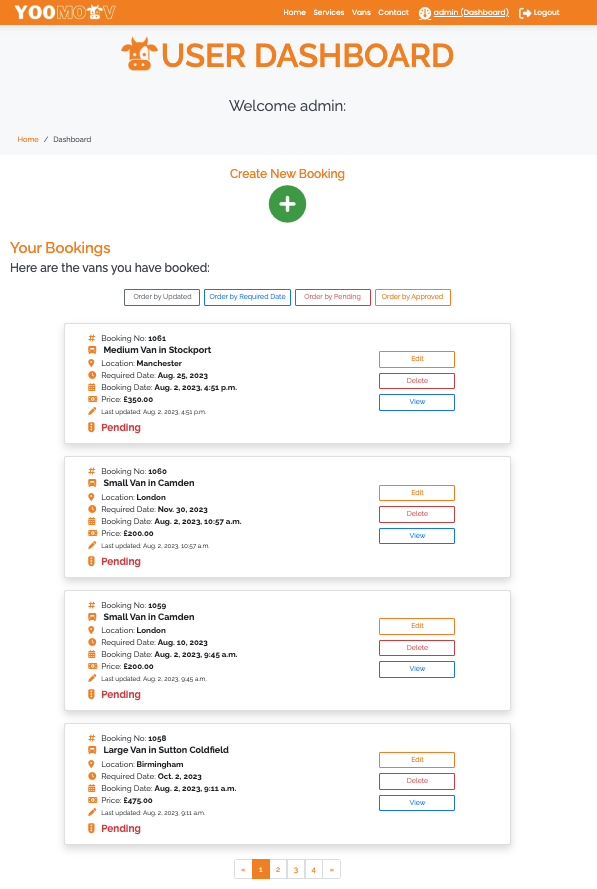 YOOMOOV
Home Services Vans Contact admin (Dashboard) Logout
USER DASHBOARD
Welcome admin:
Home / Dashboard
Create New Booking
Your Bookings
Here are the vans you have booked:
Order by Updated Order by Required Date Order by Pending Order by Approved
Booking No: 1061
Medium Van in Stockport
Location: Manchester
Required Date: Aug. 25, 2023
Booking Date: Aug. 2, 2023, 4:51 p.m.
Price: £350.00
Last updated: Aug. 2, 2023, 4:51 p.m.
Pending
Edit
Delete
View
Booking No: 1060
Small Van in Camden
Location: London
Required Date: Nov. 30, 2023
Booking Date: Aug. 2, 2023, 10:57 a.m.
Price: £200.00
Last updated: Aug. 2, 2023, 10:57 a.m.
Pending
Edit
Delete
View
Booking No: 1059
Small Van in Camden
Location: London
Required Date: Aug. 10, 2023
Booking Date: Aug. 2, 2023, 9:45 a.m.
Price: £200.00
Last updated: Aug. 2, 2023, 9:45 a.m.
Pending
Edit
Delete
View
Booking No: 1058
Large Van in Sutton Coldfield
Location: Birmingham
Required Date: Oct. 2, 2023
Booking Date: Aug. 2, 2023, 9:11 a.m.
Price: £475.00
Last updated: Aug. 2, 2023, 9:11 a.m.
Pending
Edit
Delete
View
« 1 2 3 4 »